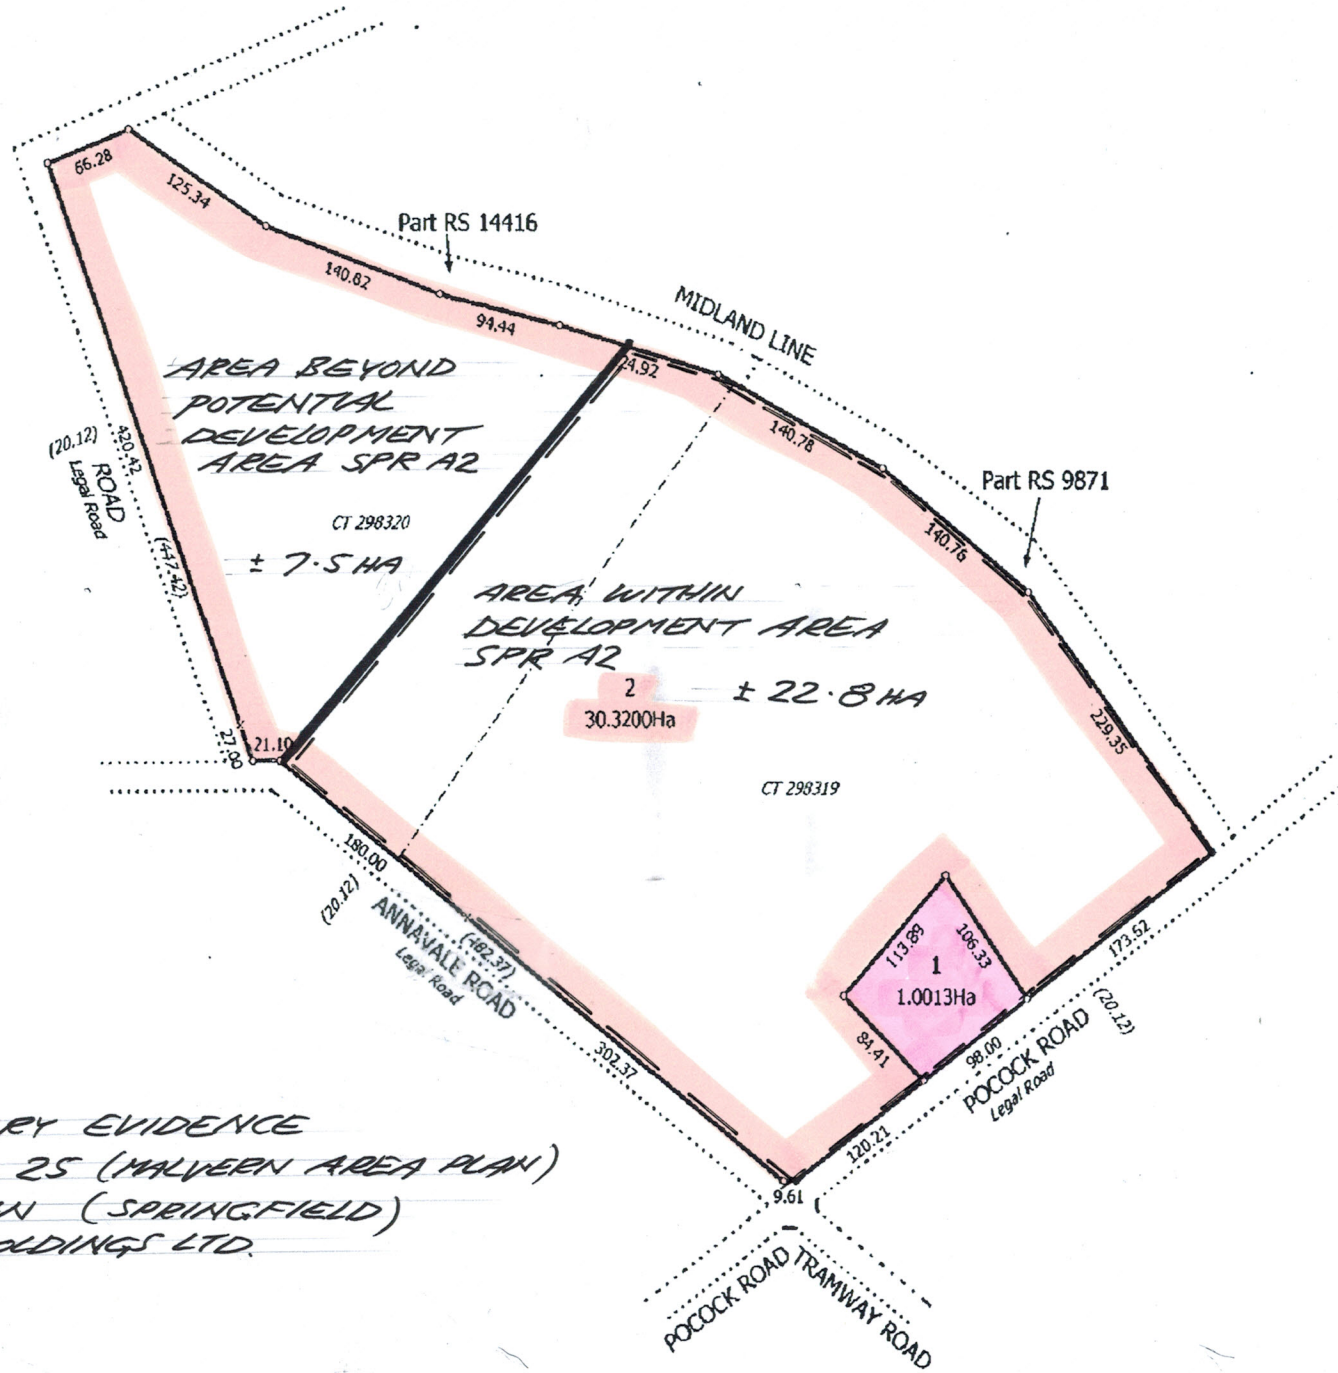 66.28
125.34
Part RS 14416
140.82
94.44
MIDLAND LINE
24.92
AREA BEYOND
POTENTIAL
DEVELOPMENT
AREA SPR A2
140.78
(20.12)
420.42
ROAD
Legal Road
Part RS 9871
CT 298320
± 7.5 HA
140.76
(447.42)
AREA WITHIN
DEVELOPMENT AREA
SPR A2
2
± 22.8 HA
30.3200Ha
229.35
27.00
21.10
CT 298319
180.00
(20.12)
ANNAVALE ROAD
Legal Road
(482.37)
113.89
106.33
1
1.0013Ha
173.52
(20.12)
84.41
98.00
POCOCK ROAD
Legal Road
302.37
120.21
9.61
RY EVIDENCE
25 (MALVERN AREA PLAN)
N (SPRINGFIELD)
OLDINGS LTD.
POCOCK ROAD
TRAMWAY ROAD